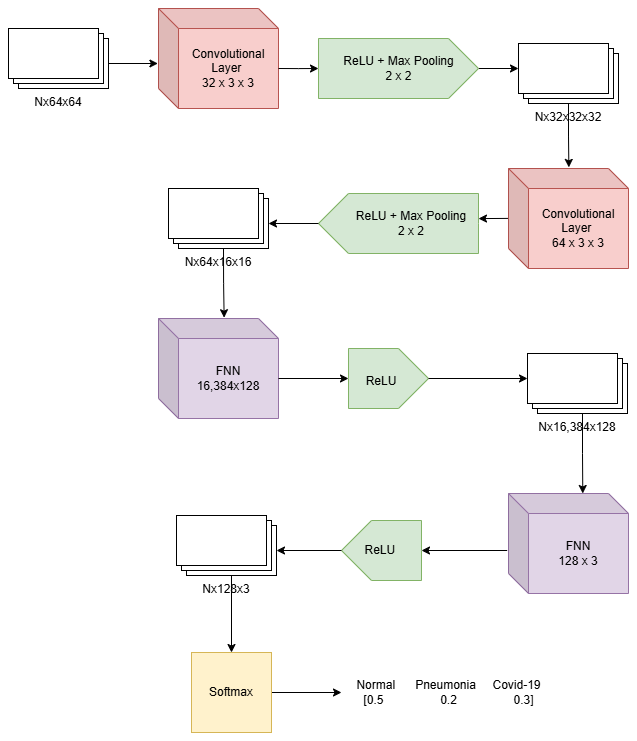 Nx64x64
Convolutional
Layer
32 x 3 x 3
ReLU + Max Pooling
2 x 2
Nx32x32x32
Convolutional
Layer
64 x 3 x 3
ReLU + Max Pooling
2 x 2
Nx64x16x16
FNN
16,384x128
ReLU
Nx16,384x128
FNN
128 x 3
ReLU
Nx128x3
Softmax
Normal Pneumonia Covid-19
[0.5 0.2 0.3]